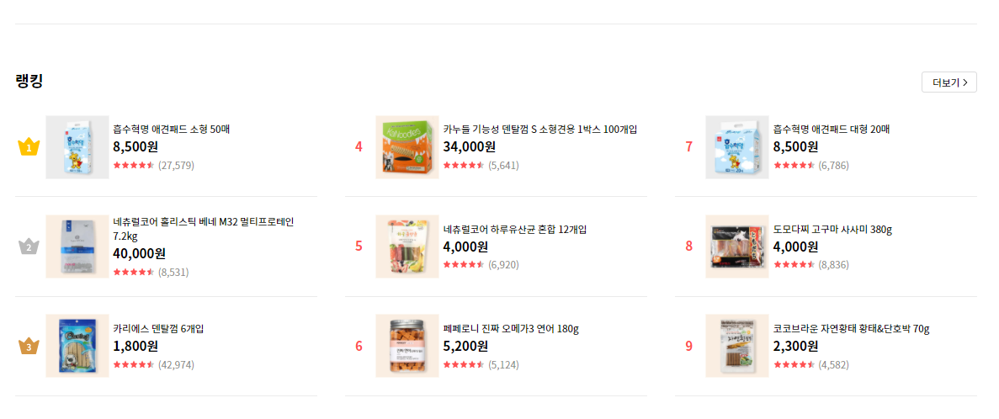 랭킹
더보기
1
흡수혁명 애견패드 소형 50매
8,500원
(27,579)
2
네츄럴코어 홀리스틱 베네 M32 멀티프로테인
7.2kg
40,000원
(8,531)
3
카리에스 덴탈껌 6개입
1,800원
(42,974)
4
카누들 기능성 덴탈껌 S 소형견용 1박스 100개입
34,000원
(5,641)
5
네츄럴코어 하루유산균 혼합 12개입
4,000원
(6,920)
6
페페로니 진짜 오메가3 연어 180g
5,200원
(5,124)
7
흡수혁명 애견패드 대형 20매
8,500원
(6,786)
8
도모다찌 고구마 사사미 380g
4,000원
(8,836)
9
코코브라운 자연황태 황태&단호박 70g
2,300원
(4,582)